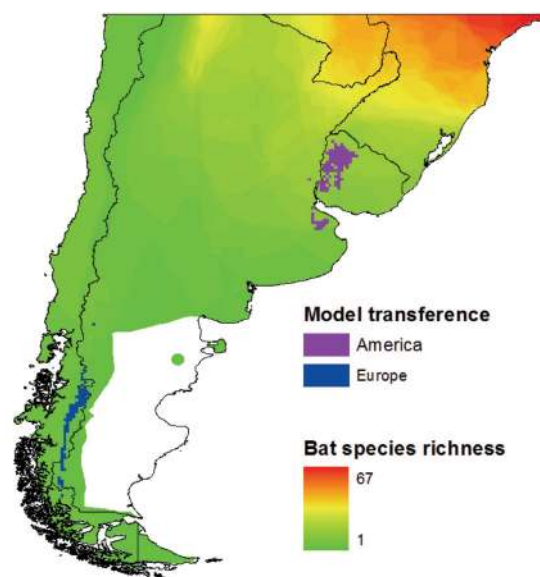 Model transference
America
Europe
Bat species richness
67
1